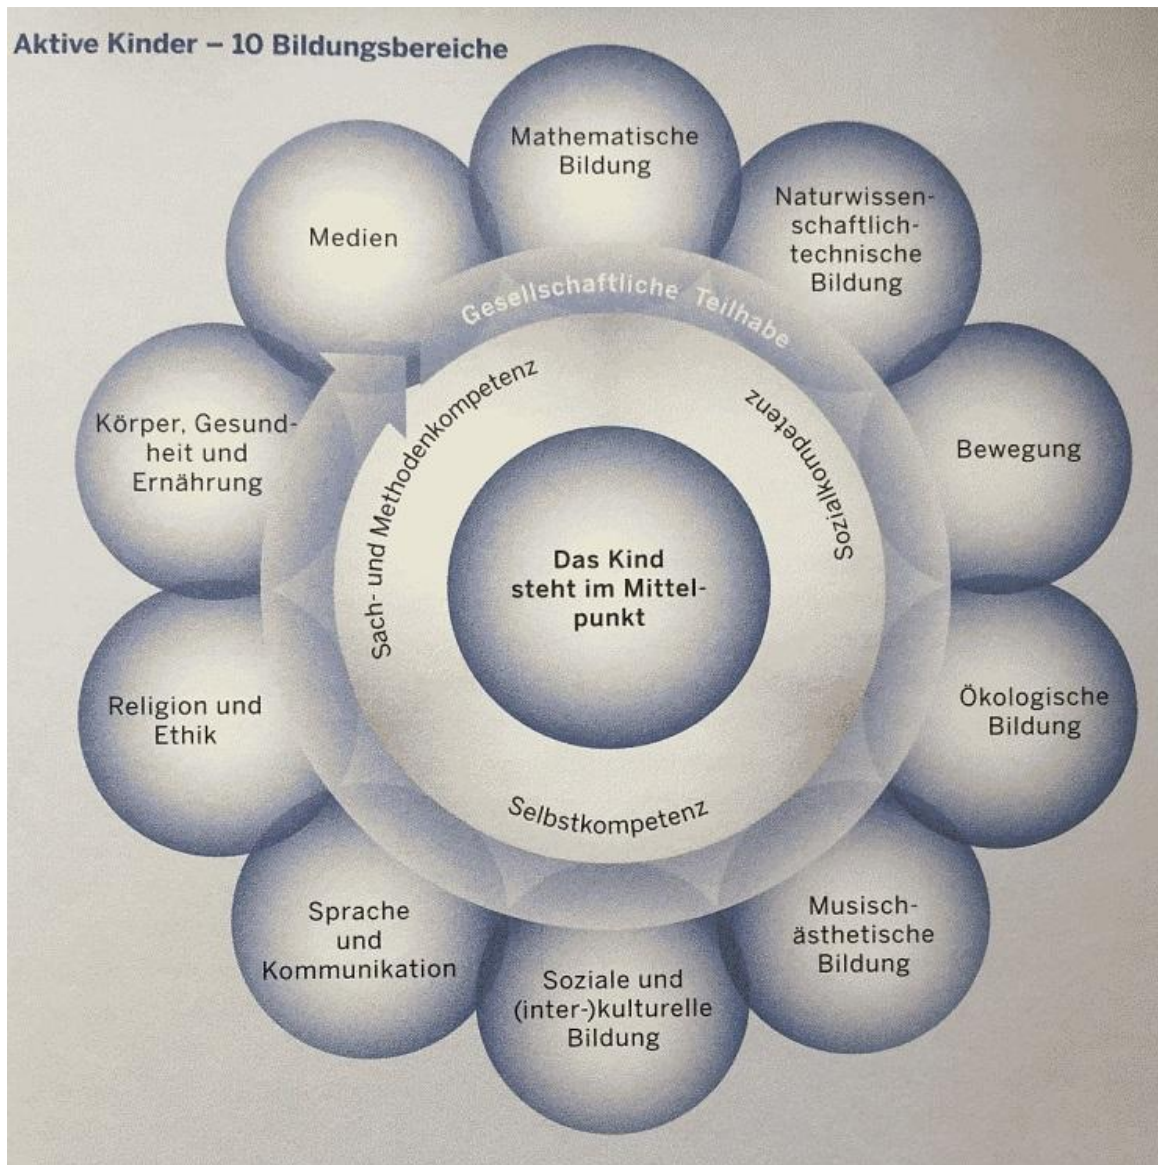 Aktive Kinder – 10 Bildungsbereiche
Mathematische
Bildung
Naturwissen-
schaftlich-
technische
Bildung
Medien
Gesellschaftliche Teilhabe
Sach- und Methodenkompetenz
Sozialkompetenz
Körper, Gesund-
heit und
Ernährung
Bewegung
Das Kind
steht im Mittel-
punkt
Religion und
Ethik
Ökologische
Bildung
Selbstkompetenz
Sprache
und
Kommunikation
Musisch-
ästhetische
Bildung
Soziale und
(inter-)kulturelle
Bildung